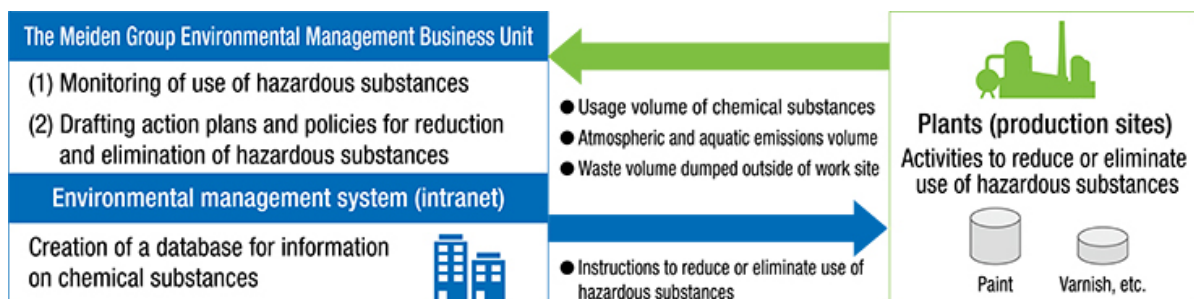 The Meiden Group Environmental Management Business Unit
(1) Monitoring of use of hazardous substances
(2) Drafting action plans and policies for reduction
and elimination of hazardous substances
Environmental management system (intranet)
Creation of a database for information
on chemical substances
● Usage volume of chemical substances
● Atmospheric and aquatic emissions volume
● Waste volume dumped outside of work site
● Instructions to reduce or eliminate use of
hazardous substances
Plants (production sites)
Activities to reduce or eliminate
use of hazardous substances
Paint
Varnish, etc.